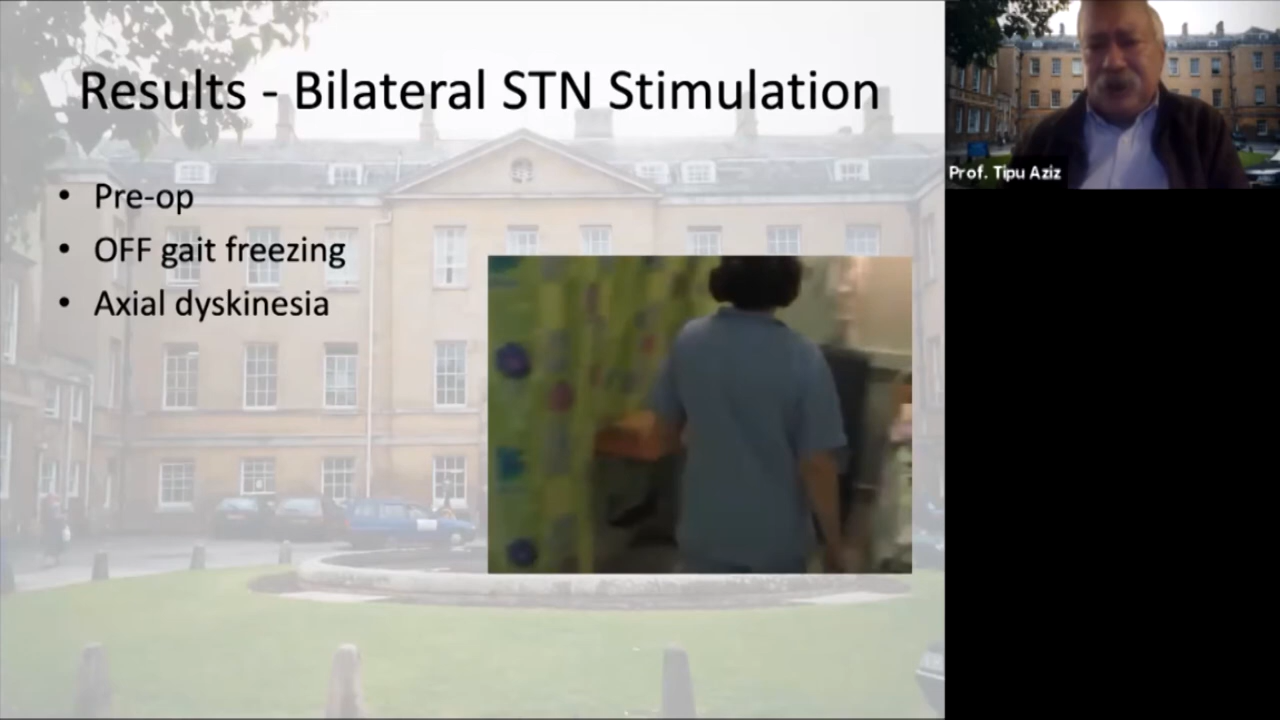 Results - Bilateral STN Stimulation
• Pre-op
• OFF gait freezing
• Axial dyskinesia
Prof. Tipu Aziz